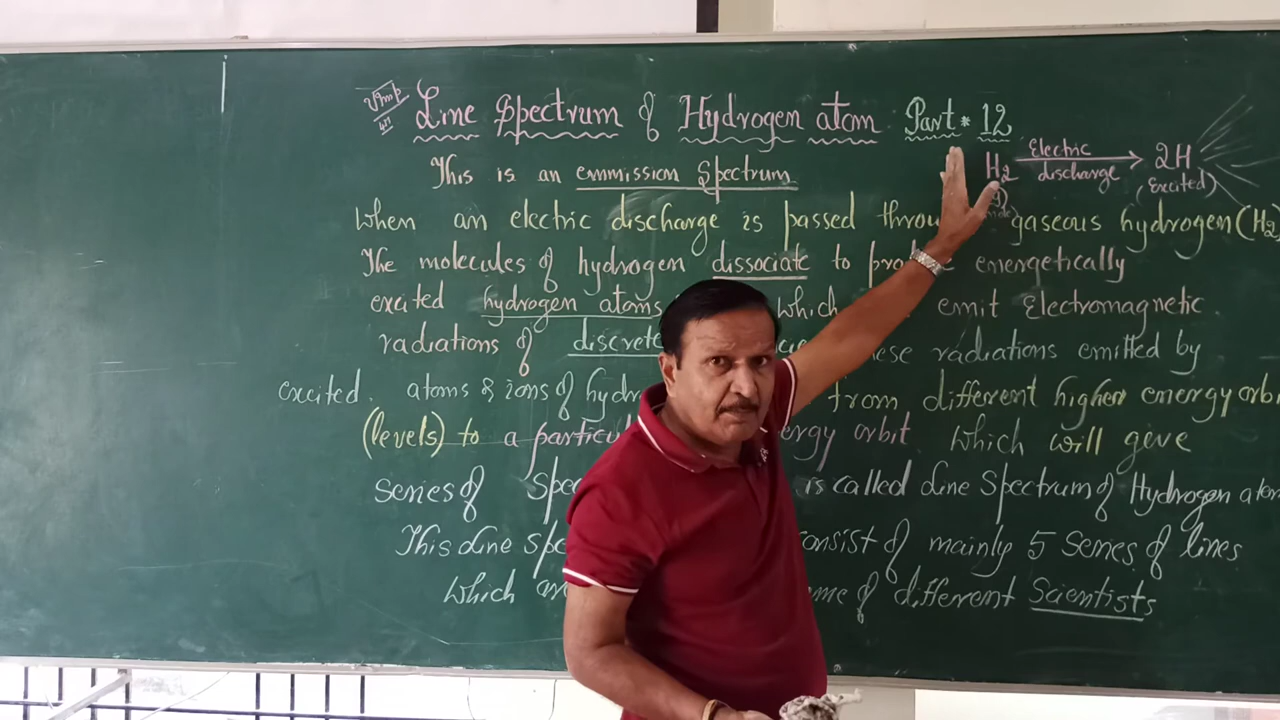 VImp
Line Spectrum of Hydrogen atom Part * 12
H2 Electric discharge 2H
(Excited)
This is an emmission Spectrum
When an electric discharge is passed throu gaseous hydrogen (H2)
The molecules of hydrogen dissociate to pro energetically
excited hydrogen atoms which emit Electromagnetic
radiations of discrete radiations emitted by
excited. atoms & ions of hydr from different higher energy orbi
(levels) to a particul ergy orbit which will geve
Series of Spec is called Line Spectrum of Hydrogen atom
This Line Spe onsist of mainly 5 Series of lines
Which ar me of different Scientists